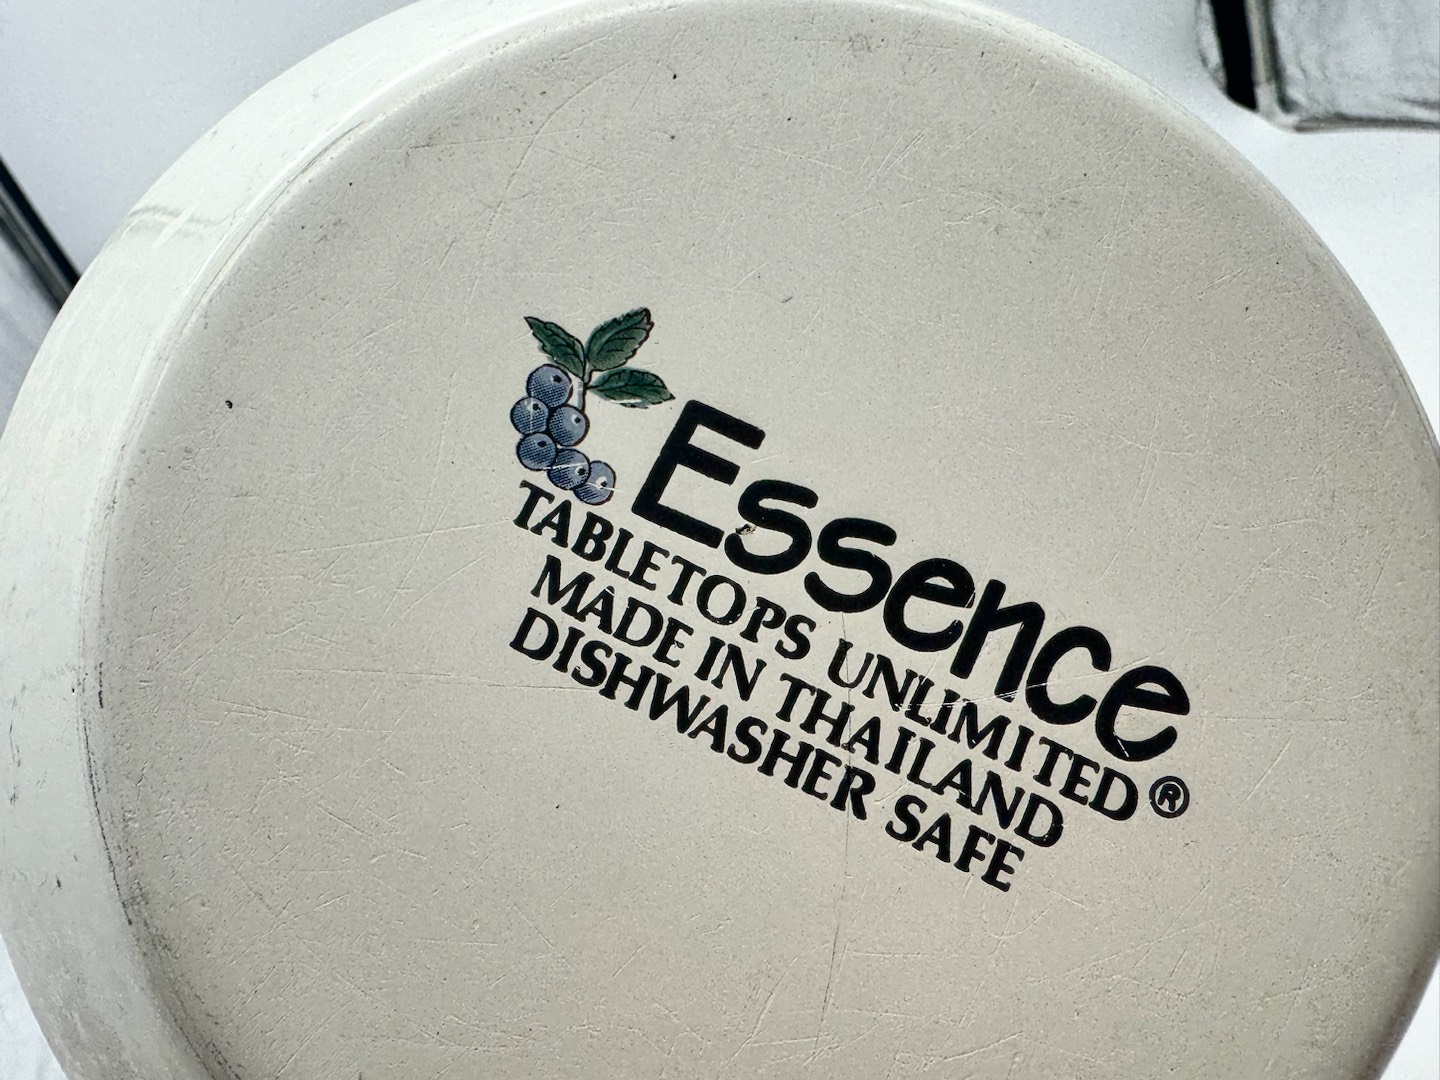 Essence
TABLETOPS UNLIMITED®
MADE IN THAILAND
DISHWASHER SAFE